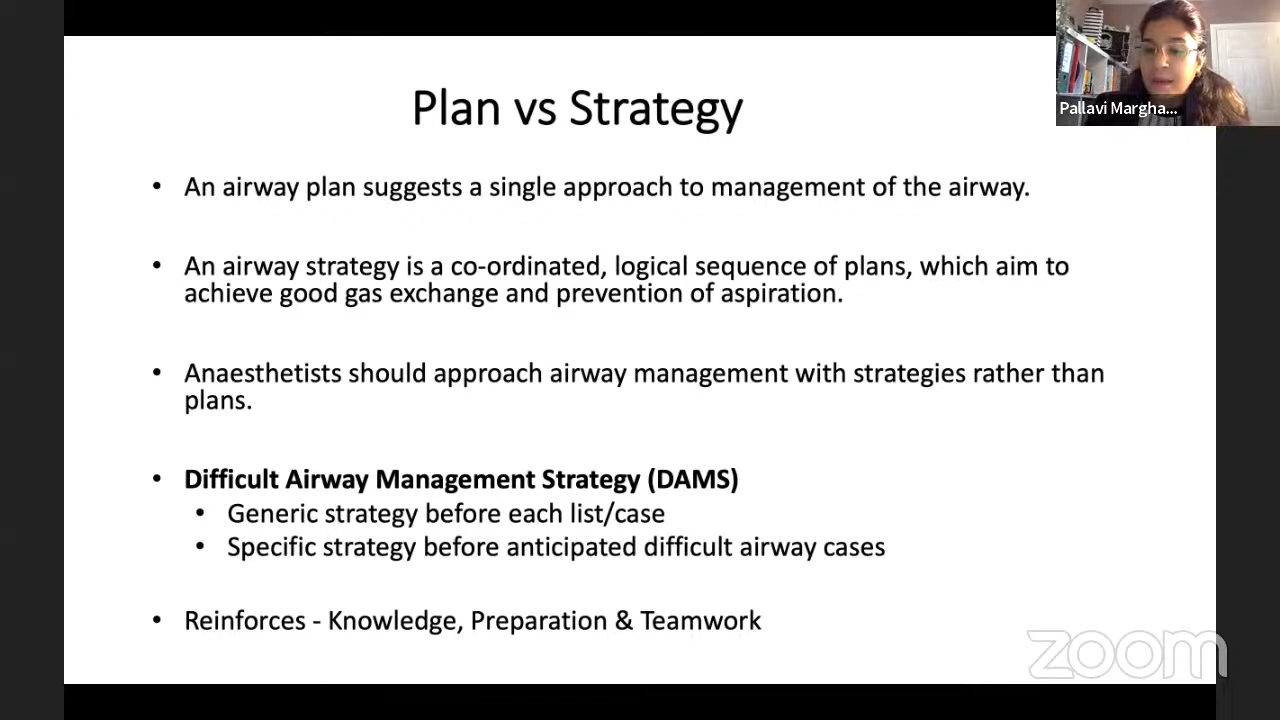 Plan vs Strategy
Pallavi Margha...
• An airway plan suggests a single approach to management of the airway.
• An airway strategy is a co-ordinated, logical sequence of plans, which aim to
achieve good gas exchange and prevention of aspiration.
• Anaesthetists should approach airway management with strategies rather than
plans.
• Difficult Airway Management Strategy (DAMS)
• Generic strategy before each list/case
• Specific strategy before anticipated difficult airway cases
• Reinforces - Knowledge, Preparation & Teamwork
zoom